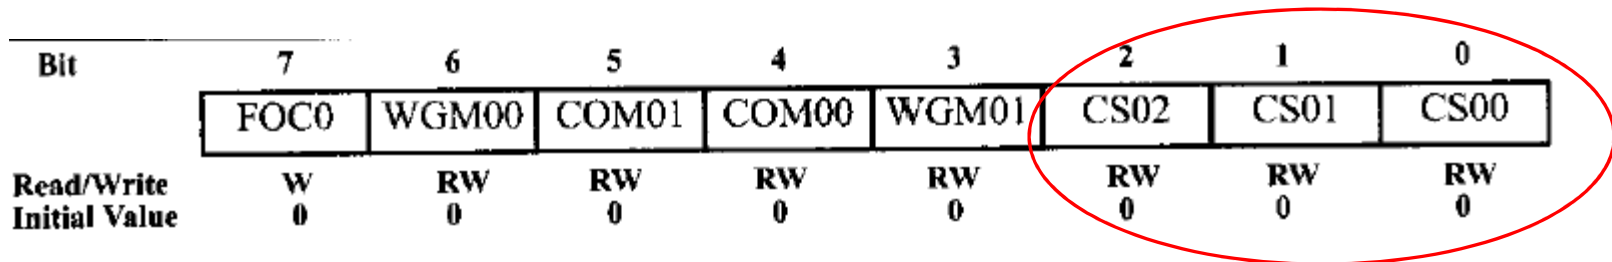 Bit 7 6 5 4 3 2 1 0
FOC0 WGM00 COM01 COM00 WGM01 CS02 CS01 CS00
Read/Write W RW RW RW RW RW RW RW
Initial Value 0 0 0 0 0 0 0 0